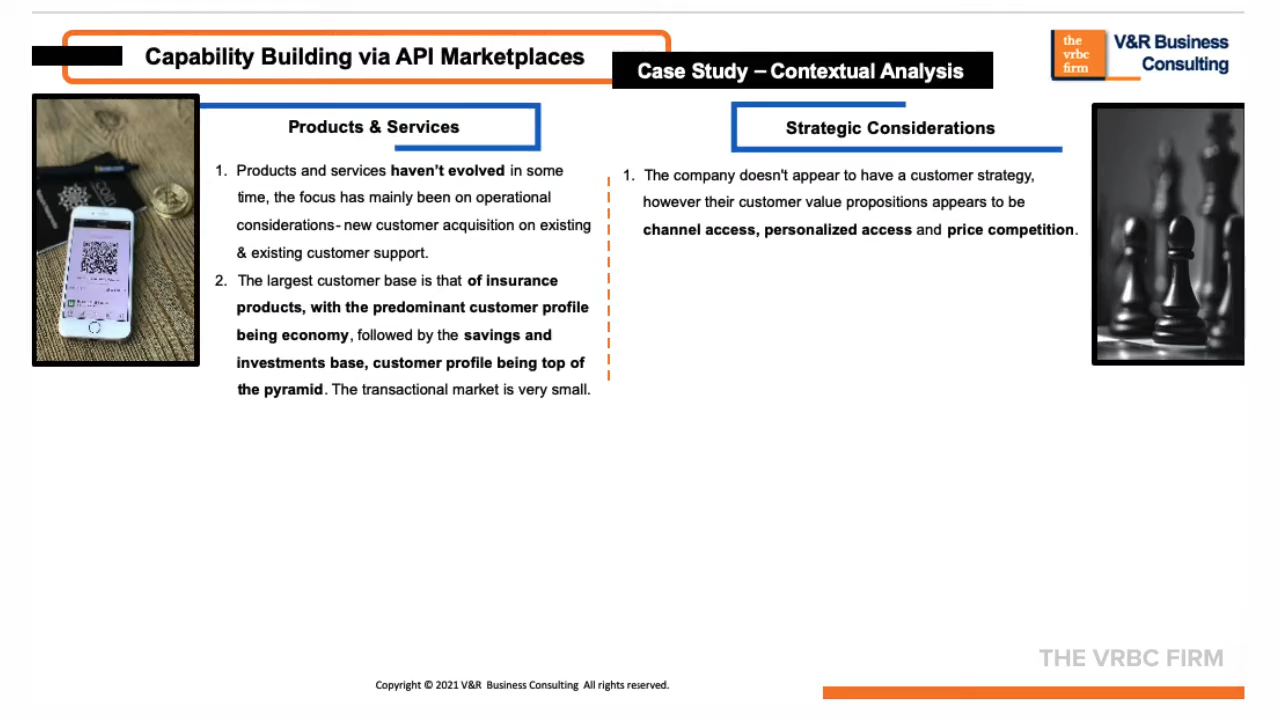 Capability Building via API Marketplaces
Case Study – Contextual Analysis
the
vrbc
firm
V&R Business
Consulting
Products & Services
1. Products and services haven't evolved in some
time, the focus has mainly been on operational
considerations- new customer acquisition on existing
& existing customer support.
2. The largest customer base is that of insurance
products, with the predominant customer profile
being economy, followed by the savings and
investments base, customer profile being top of
the pyramid. The transactional market is very small.
Strategic Considerations
1. The company doesn't appear to have a customer strategy,
however their customer value propositions appears to be
channel access, personalized access and price competition.
THE VRBC FIRM
Copyright © 2021 V&R Business Consulting All rights reserved.